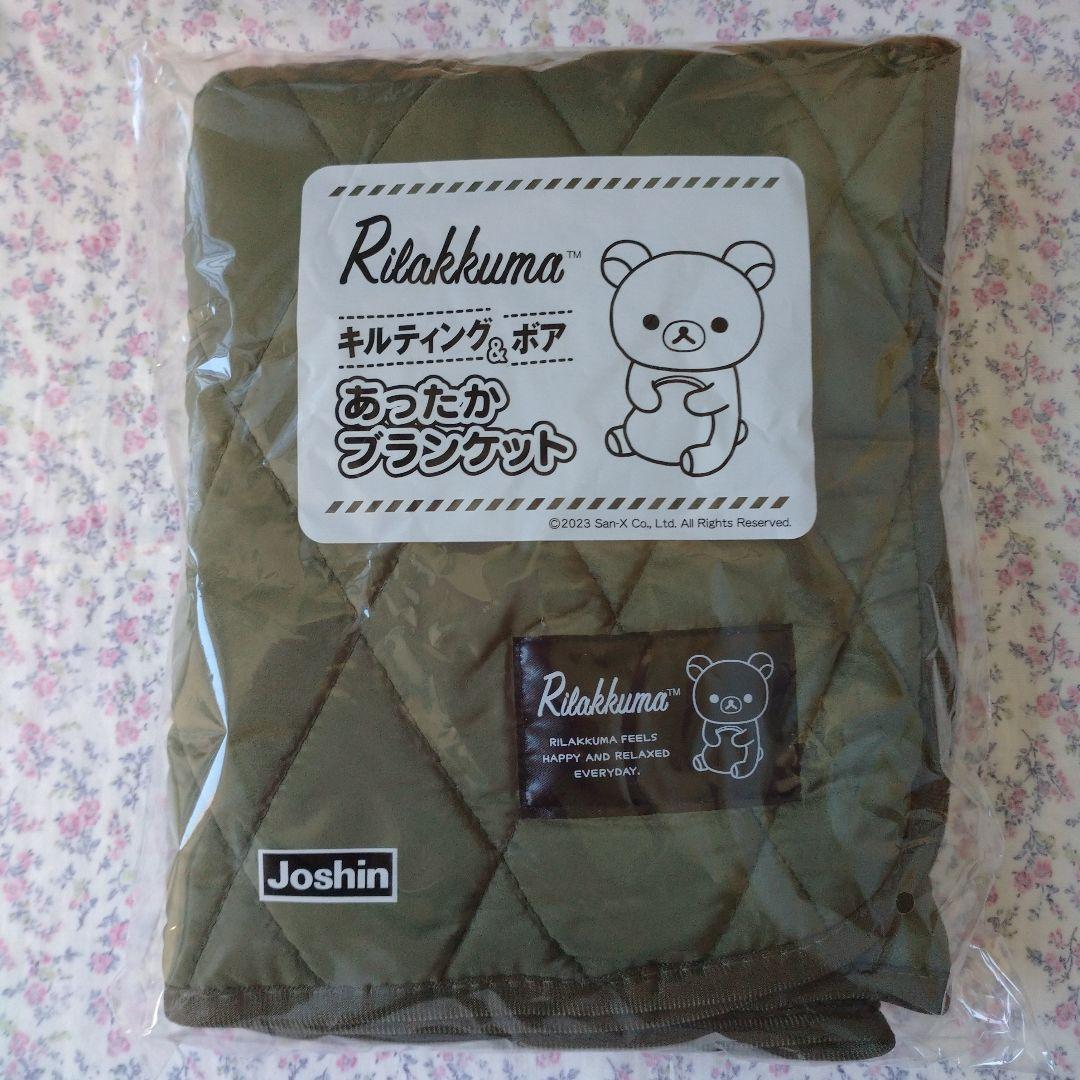 Rilakkuma™
キルティング&ボア
あったか
ブランケット
©2023 San-X Co., Ltd. All Rights Reserved.
Rilakkuma™
RILAKKUMA FEELS
HAPPY AND RELAXED
EVERYDAY.
Joshin